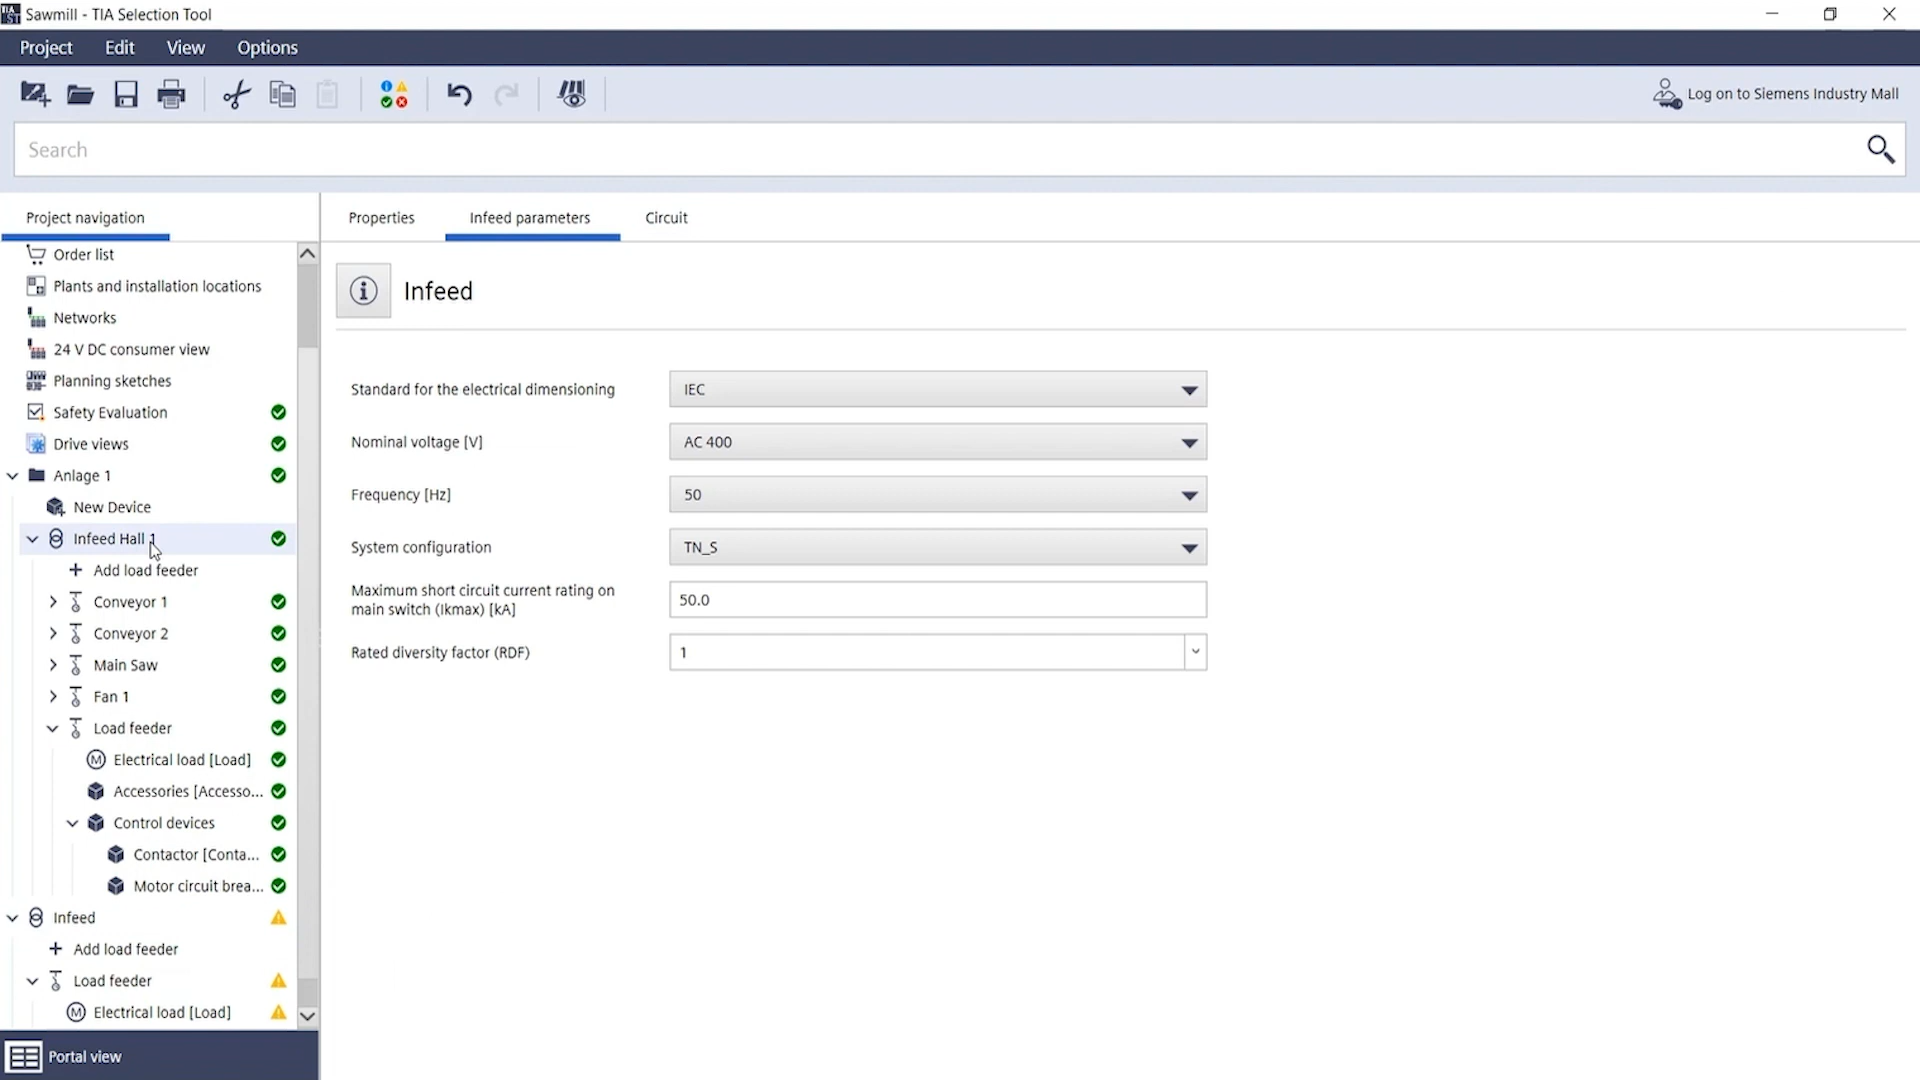 Sawmill - TIA Selection Tool
Project Edit View Options
Log on to Siemens Industry Mall
Search
Project navigation
Order list
Plants and installation locations
Networks
24 V DC consumer view
Planning sketches
Safety Evaluation
Drive views
Anlage 1
New Device
Infeed Hall 1
Add load feeder
Conveyor 1
Conveyor 2
Main Saw
Fan 1
Load feeder
Electrical load [Load]
Accessories [Accesso...
Control devices
Contactor [Conta...
Motor circuit brea...
Infeed
Add load feeder
Load feeder
Electrical load [Load]
Portal view
Properties Infeed parameters Circuit
Infeed
Standard for the electrical dimensioning IEC
Nominal voltage [V] AC 400
Frequency [Hz] 50
System configuration TN_S
Maximum short circuit current rating on
main switch (Ikmax) [kA] 50.0
Rated diversity factor (RDF) 1